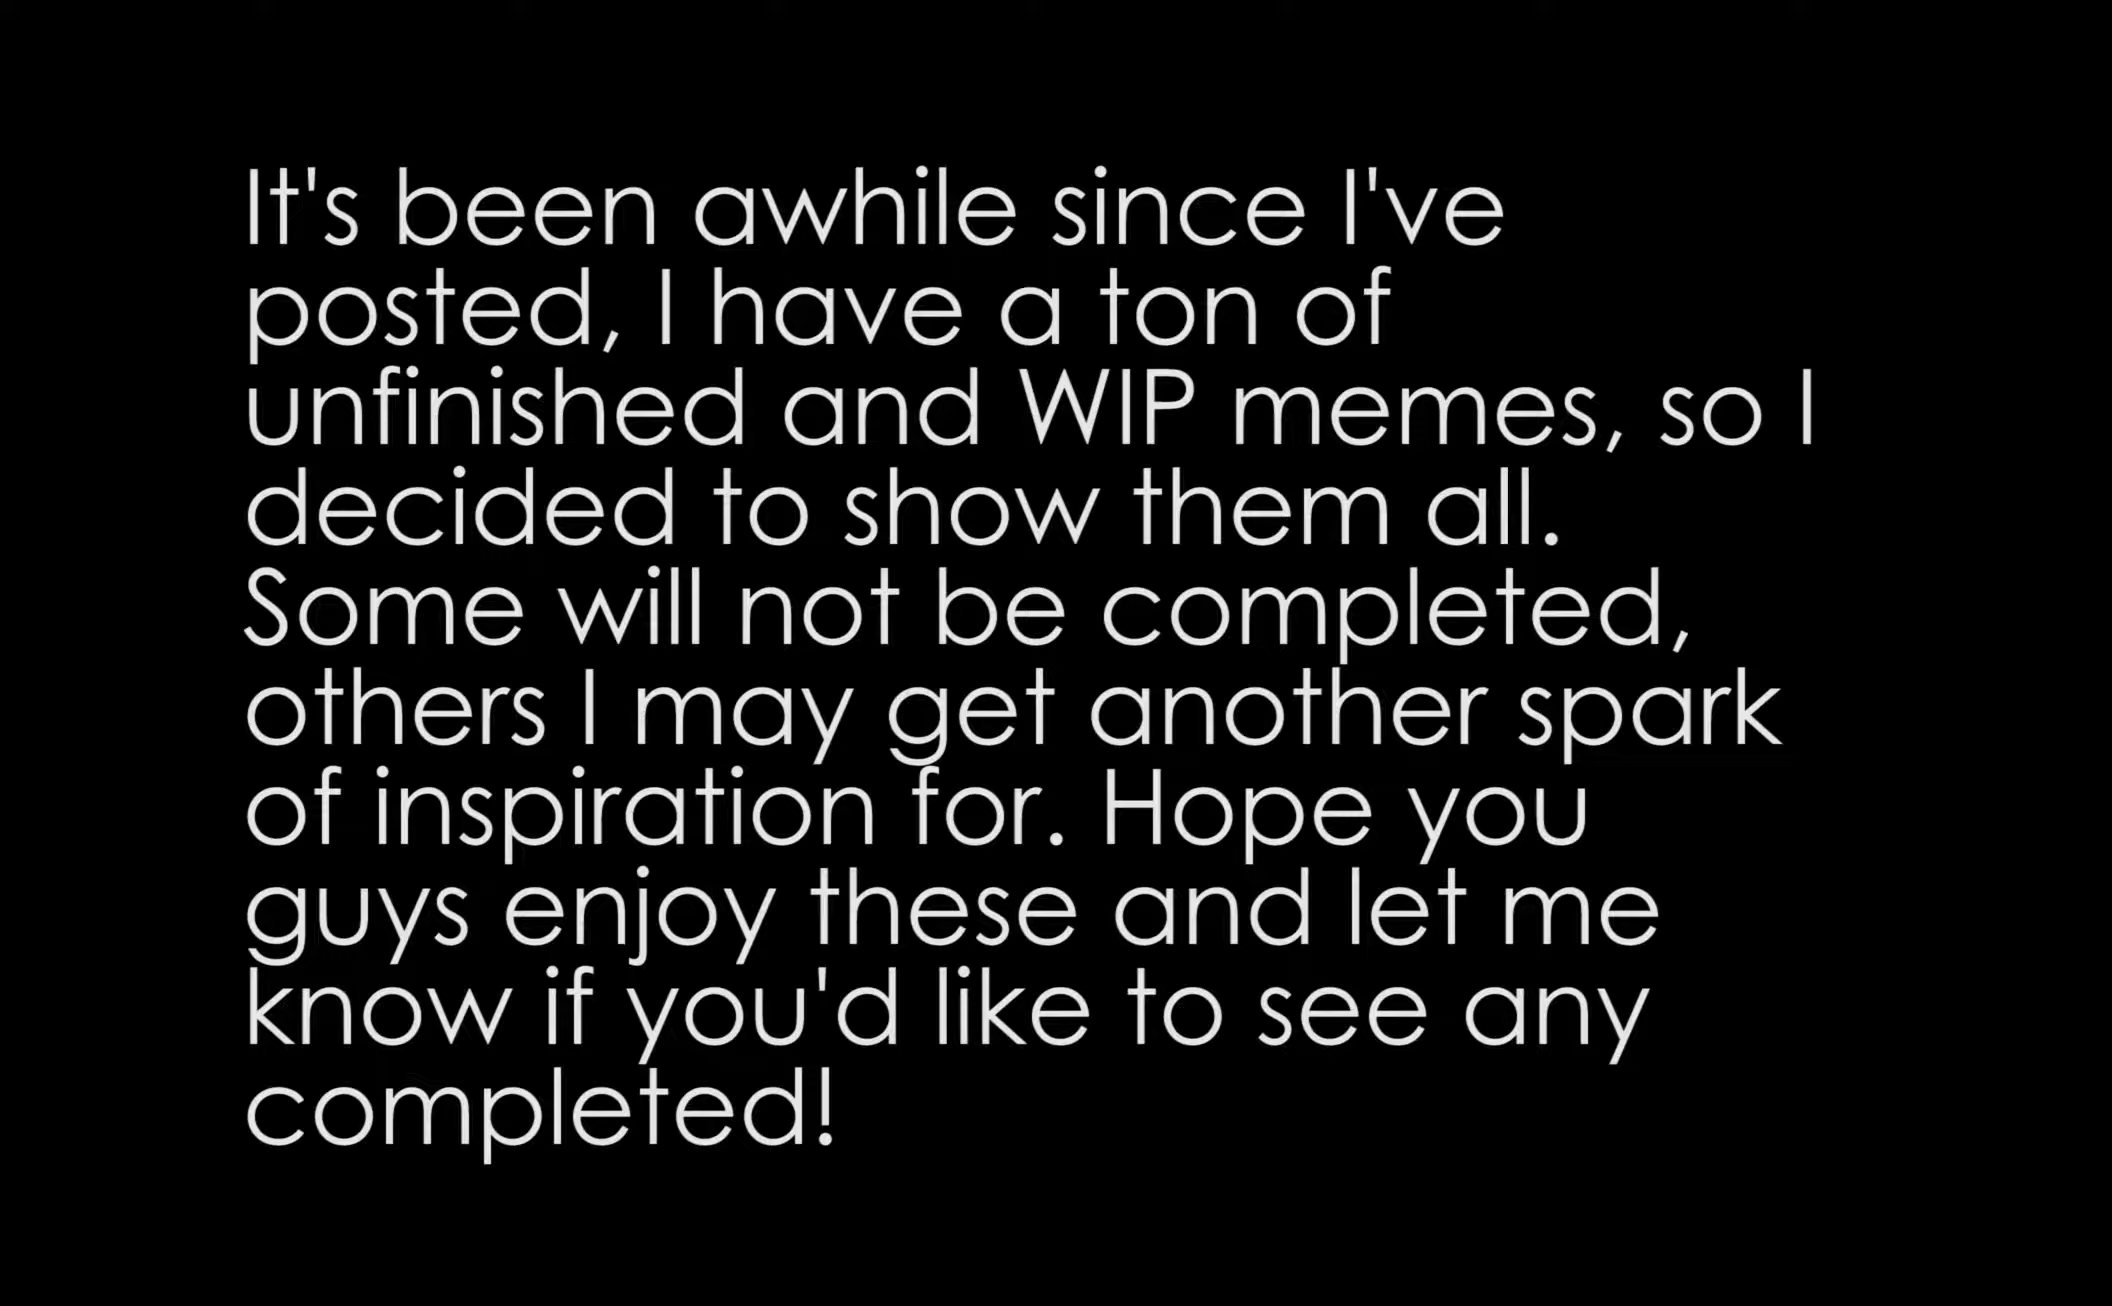 It's been awhile since I've
posted, I have a ton of
unfinished and WIP memes, so I
decided to show them all.
Some will not be completed,
others I may get another spark
of inspiration for. Hope you
guys enjoy these and let me
know if you'd like to see any
completed!